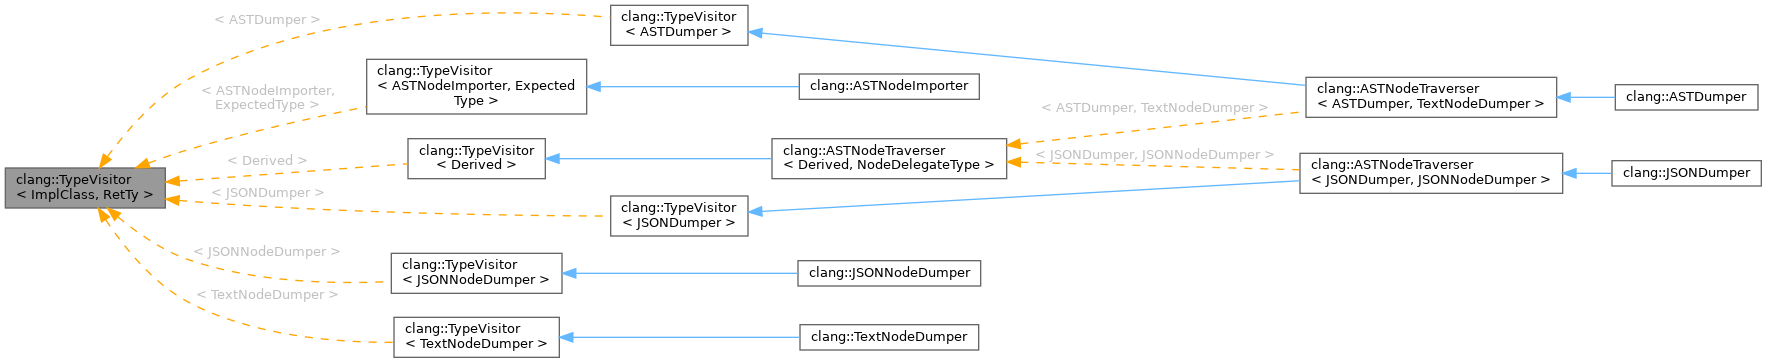 < ASTDumper >
clang::TypeVisitor
< ASTDumper >
clang::TypeVisitor
< ASTNodeImporter, Expected
Type >
< ASTNodeImporter,
ExpectedType >
clang::ASTNodeImporter
clang::ASTNodeTraverser
< ASTDumper, TextNodeDumper >
clang::ASTDumper
< ASTDumper, TextNodeDumper >
< Derived >
clang::TypeVisitor
< Derived >
clang::ASTNodeTraverser
< Derived, NodeDelegateType >
< JSONDumper, JSONNodeDumper >
clang::ASTNodeTraverser
< JSONDumper, JSONNodeDumper >
clang::JSONDumper
clang::TypeVisitor
< ImplClass, RetTy >
< JSONDumper >
clang::TypeVisitor
< JSONDumper >
< JSONNodeDumper >
clang::TypeVisitor
< JSONNodeDumper >
clang::JSONNodeDumper
< TextNodeDumper >
clang::TypeVisitor
< TextNodeDumper >
clang::TextNodeDumper